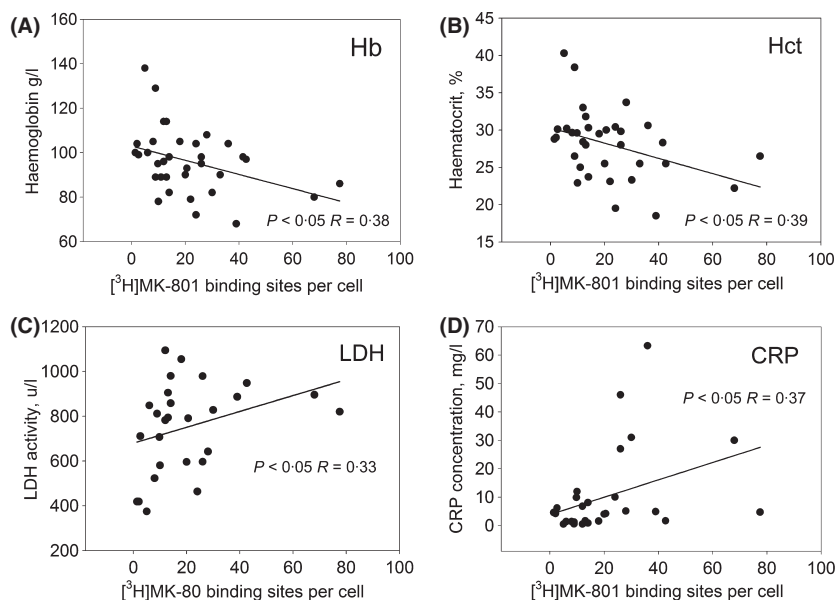 (A)
Hb
Haemoglobin g/l
160
140
120
100
80
60
P < 0·05 R = 0·38
0 20 40 60 80 100
[³H]MK-801 binding sites per cell
(B)
Hct
Haematocrit, %
45
40
35
30
25
20
15
P < 0·05 R = 0·39
0 20 40 60 80 100
[³H]MK-801 binding sites per cell
(C)
LDH
LDH activity, u/l
1200
1000
800
600
400
200
P < 0·05 R = 0·33
0 20 40 60 80 100
[³H]MK-80 binding sites per cell
(D)
CRP
CRP concentration, mg/l
70
60
50
40
30
20
10
0
P < 0·05 R = 0·37
0 20 40 60 80 100
[³H]MK-801 binding sites per cell